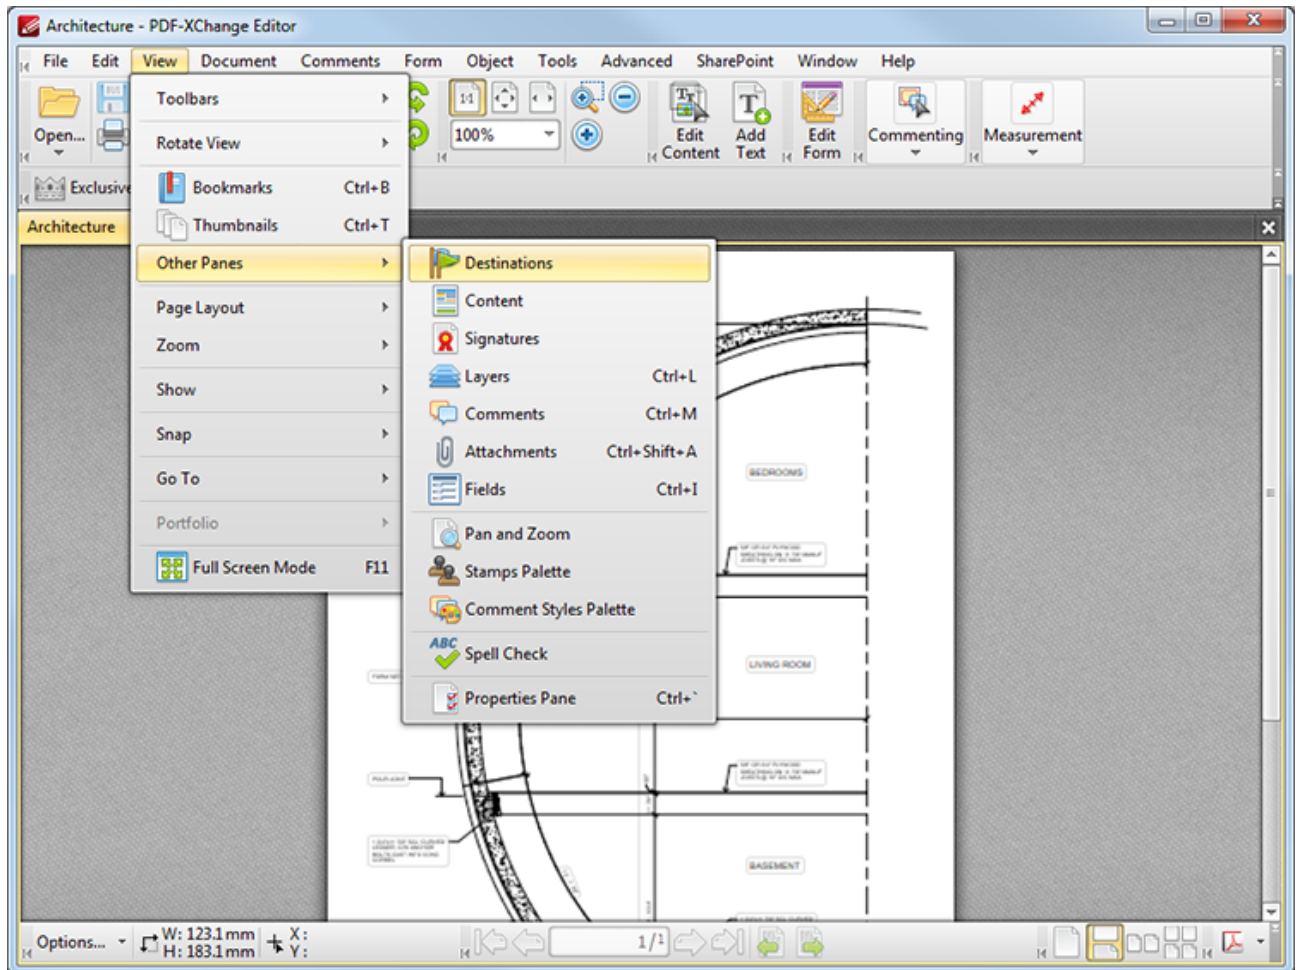 Architecture - PDF-XChange Editor
File Edit View Document Comments Form Object Tools Advanced SharePoint Window Help
Open...
100%
1:1
Edit Content
Add Text
Edit Form
Commenting
Measurement
Exclusive
Architecture
Toolbars
Rotate View
Bookmarks Ctrl+B
Thumbnails Ctrl+T
Other Panes
Page Layout
Zoom
Show
Snap
Go To
Portfolio
Full Screen Mode F11
Destinations
Content
Signatures
Layers Ctrl+L
Comments Ctrl+M
Attachments Ctrl+Shift+A
Fields Ctrl+I
Pan and Zoom
Stamps Palette
Comment Styles Palette
ABC Spell Check
Properties Pane Ctrl+`
BEDROOMS
LIVING ROOM
BASEMENT
Options...
W: 123.1 mm
H: 183.1 mm
X:
Y:
1/1